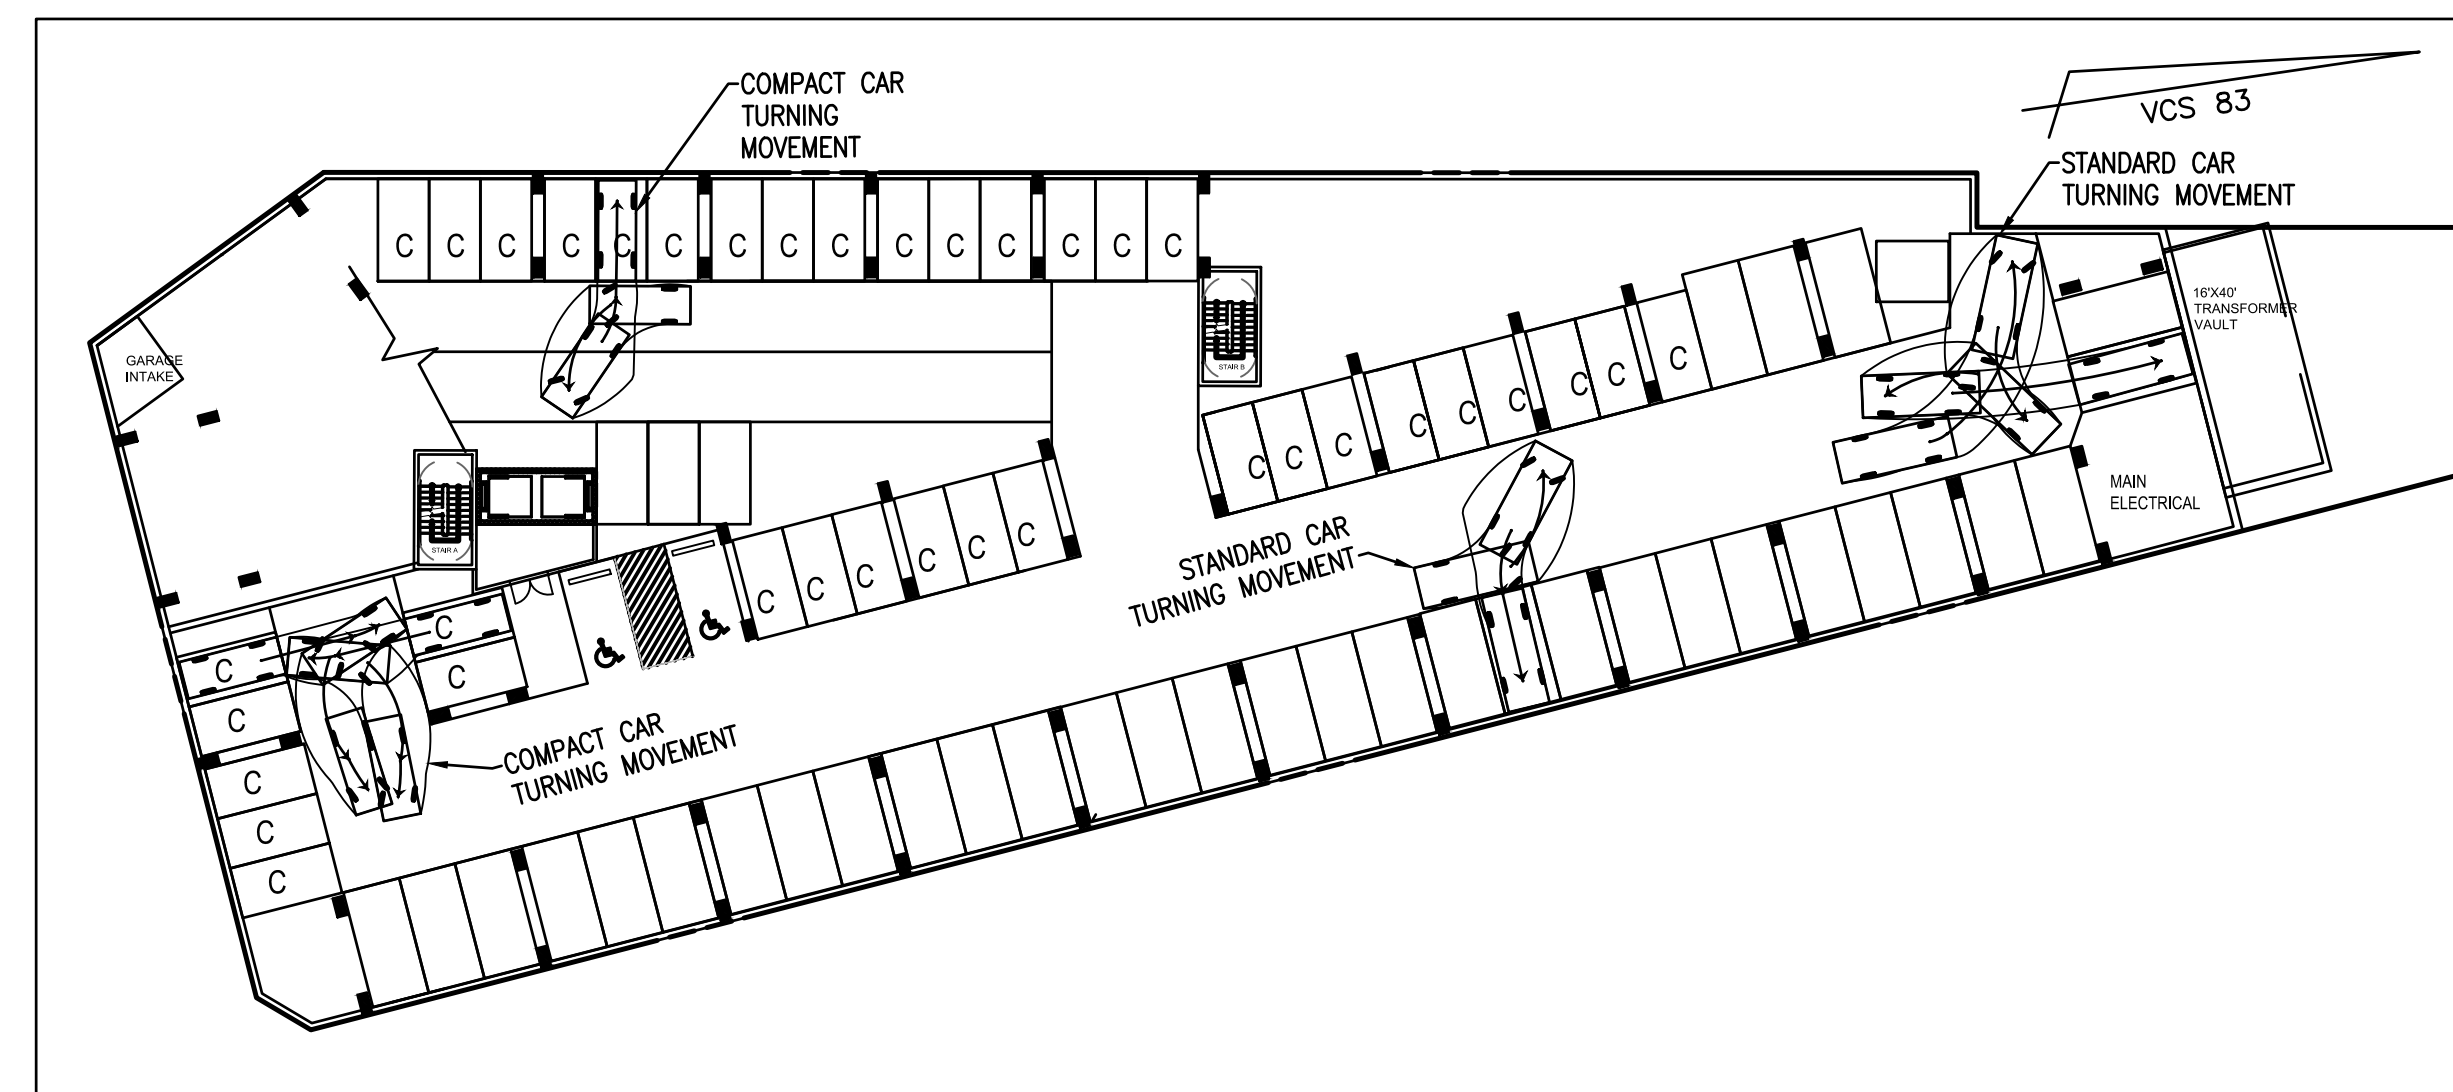 COMPACT CAR
TURNING
MOVEMENT
VCS 83
STANDARD CAR
TURNING MOVEMENT
C C C C C C C C C C C C C C C
16'X40'
TRANSFORMER
VAULT
GARAGE
INTAKE
STAIR B
C C C C C C C C C
STAIR A
MAIN
ELECTRICAL
STANDARD CAR
TURNING MOVEMENT
C C C C C C
C
C
C
C
C
C
C
COMPACT CAR
TURNING MOVEMENT